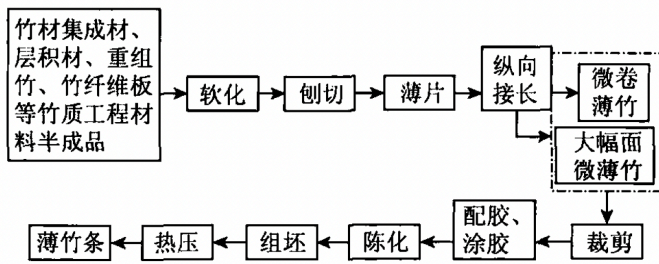 竹材集成材、
层积材、重组
竹、竹纤维板
等竹质工程材
料半成品
软化
刨切
薄片
纵向
接长
微卷
薄竹
大幅面
微薄竹
裁剪
配胶、
涂胶
陈化
组坯
热压
薄竹条